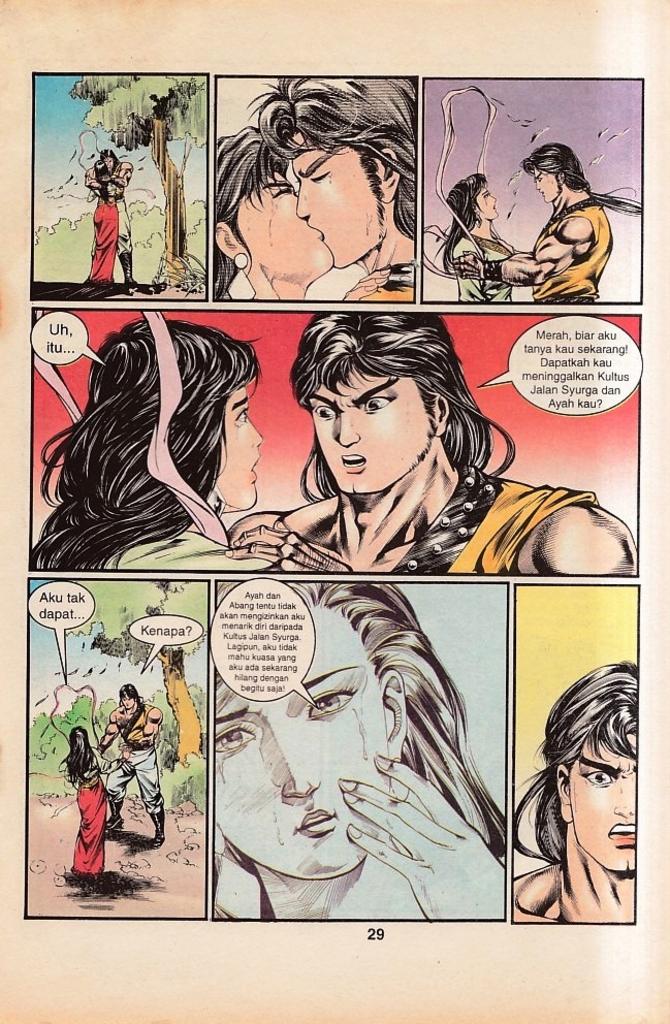 Uh,
itu...
Merah, biar aku
tanya kau sekarang!
Dapatkah kau
meninggalkan Kultus
Jalan Syurga dan
Ayah kau?
Aku tak
dapat...
Kenapa?
Ayah dan
Abang tentu tidak
akan mengizinkan aku
menarik diri daripada
Kultus Jalan Syurga.
Lagipun, aku tidak
mahu kuasa yang
aku ada sekarang
hilang dengan
begitu saja!
29